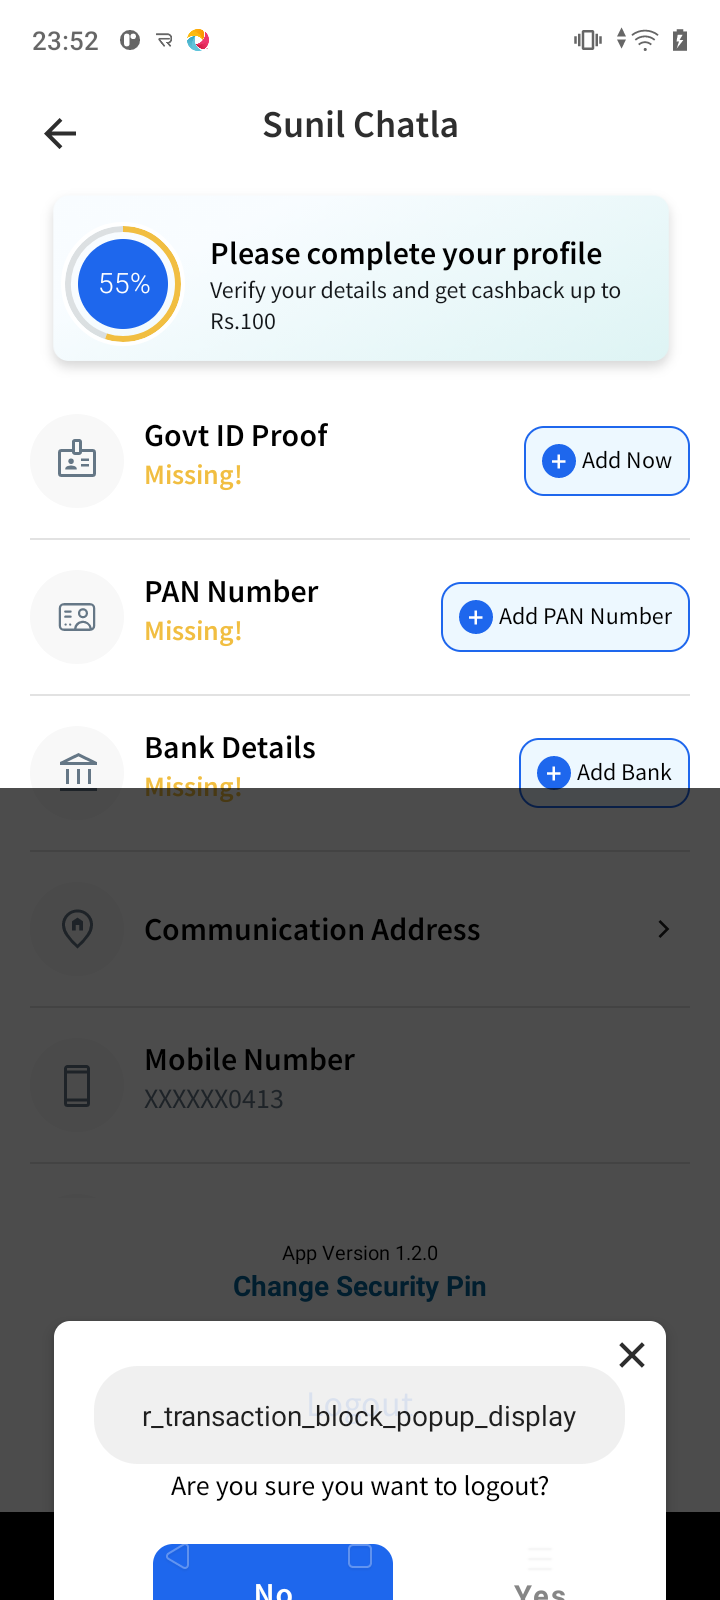 23:52
Sunil Chatla
55%
Please complete your profile
Verify your details and get cashback up to
Rs.100
Govt ID Proof
Missing!
Add Now
PAN Number
Missing!
Add PAN Number
Bank Details
Missing!
Add Bank
Communication Address
Mobile Number
XXXXXX0413
App Version 1.2.0
Change Security Pin
Logout
r_transaction_block_popup_display
Are you sure you want to logout?
No
Yes